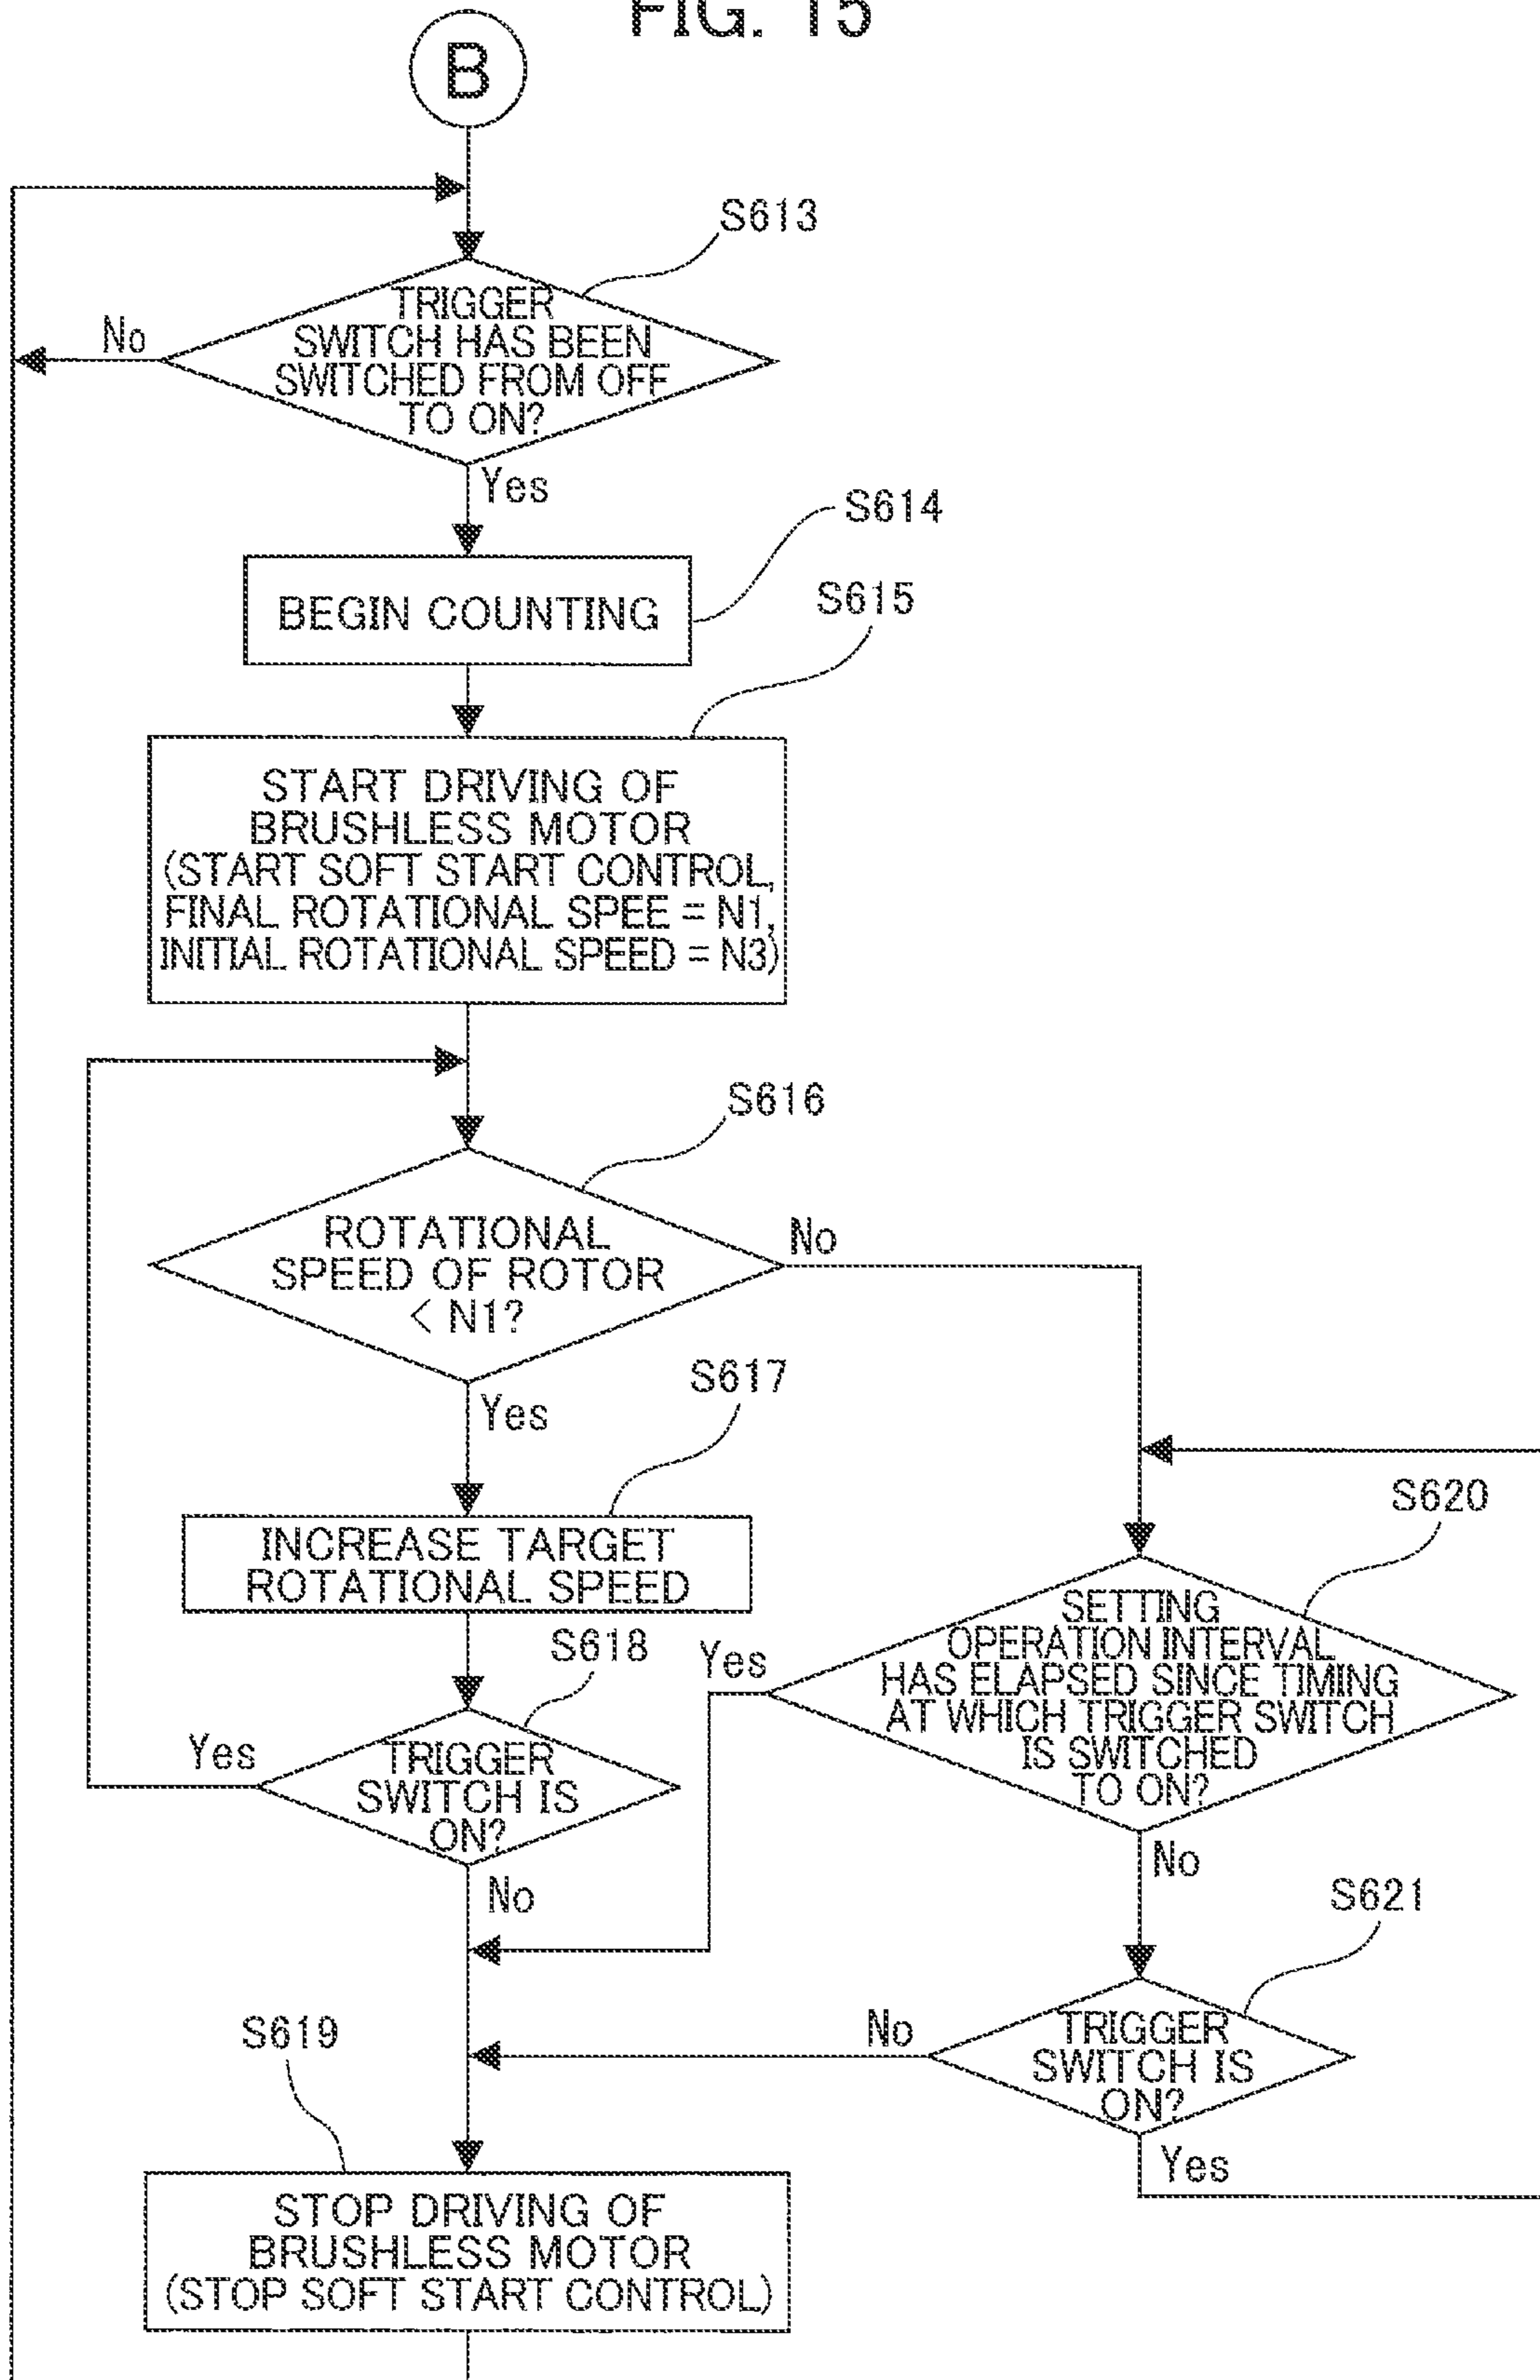 FIG. 15
B
S613
TRIGGER
SWITCH HAS BEEN
SWITCHED FROM OFF
TO ON?
No
Yes
S614
BEGIN COUNTING
S615
START DRIVING OF
BRUSHLESS MOTOR
(START SOFT START CONTROL,
FINAL ROTATIONAL SPEE = N1,
INITIAL ROTATIONAL SPEED = N3)
S616
ROTATIONAL
SPEED OF ROTOR
< N1?
No
Yes
S617
INCREASE TARGET
ROTATIONAL SPEED
S618
TRIGGER
SWITCH IS
ON?
Yes
No
S620
SETTING
OPERATION INTERVAL
HAS ELAPSED SINCE TIMING
AT WHICH TRIGGER SWITCH
IS SWITCHED
TO ON?
Yes
No
S621
TRIGGER
SWITCH IS
ON?
No
Yes
S619
STOP DRIVING OF
BRUSHLESS MOTOR
(STOP SOFT START CONTROL)